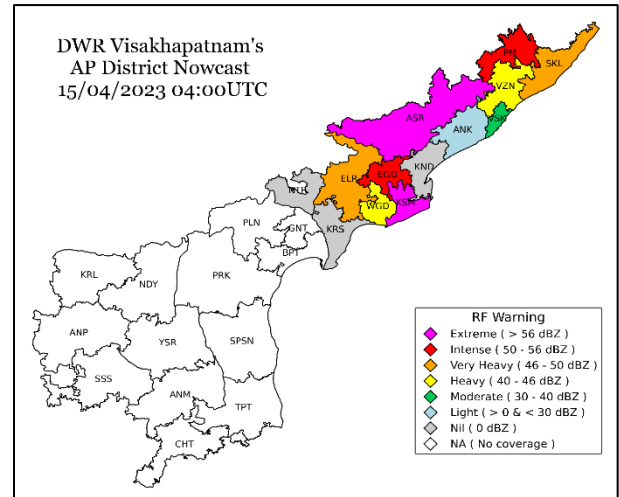 DWR Visakhapatnam's
AP District Nowcast
15/04/2023 04:00UTC
PM
SKL
VZN
ASR
VSK
ANK
KND
EGD
ELR
NTR
KSM
WGD
PLN
GNT
KRS
BPT
KRL
NDY
PRK
ANP
YSR
SPSN
SSS
ANM
TPT
CHT
RF Warning
Extreme ( > 56 dBZ )
Intense ( 50 - 56 dBZ )
Very Heavy ( 46 - 50 dBZ )
Heavy ( 40 - 46 dBZ )
Moderate ( 30 - 40 dBZ )
Light ( > 0 & < 30 dBZ )
Nil ( 0 dBZ )
NA ( No coverage )